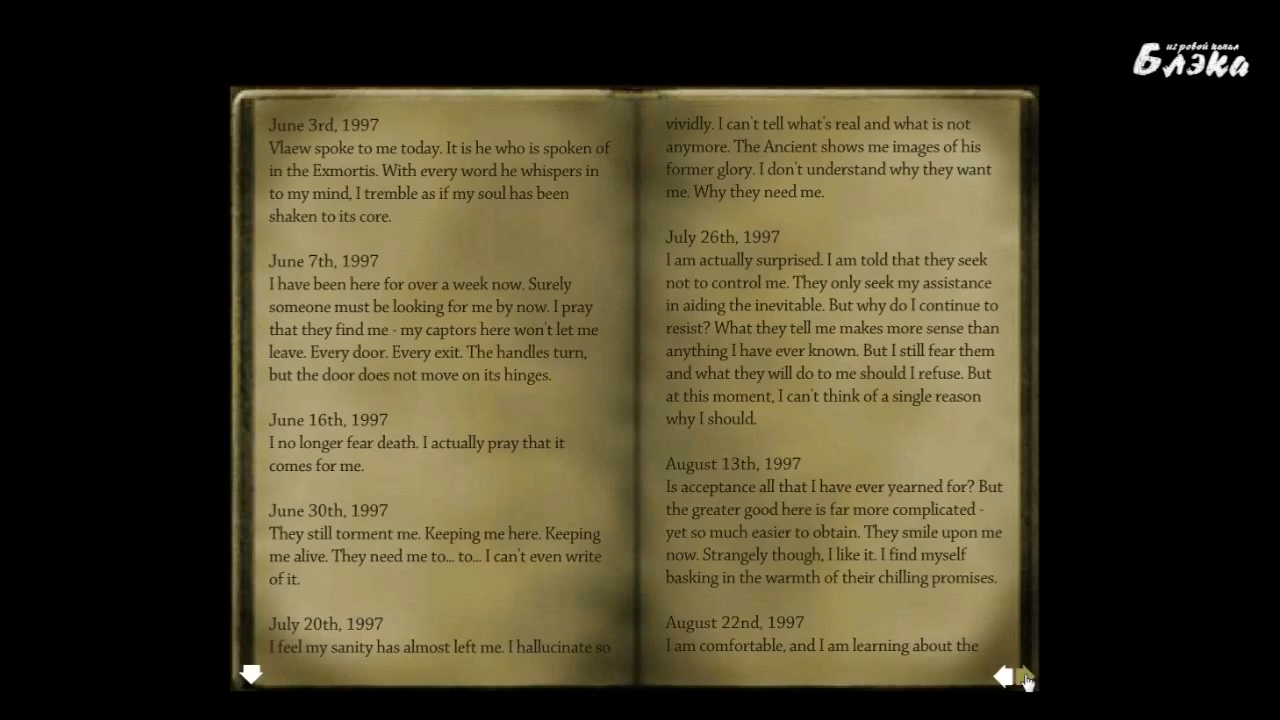 игровой канал
Блэка
June 3rd, 1997
Vlaew spoke to me today. It is he who is spoken of
in the Exmortis. With every word he whispers in
to my mind, I tremble as if my soul has been
shaken to its core.
June 7th, 1997
I have been here for over a week now. Surely
someone must be looking for me by now. I pray
that they find me - my captors here won't let me
leave. Every door. Every exit. The handles turn,
but the door does not move on its hinges.
June 16th, 1997
I no longer fear death. I actually pray that it
comes for me.
June 30th, 1997
They still torment me. Keeping me here. Keeping
me alive. They need me to... to... I can't even write
of it.
July 20th, 1997
I feel my sanity has almost left me. I hallucinate so
vividly. I can't tell what's real and what is not
anymore. The Ancient shows me images of his
former glory. I don't understand why they want
me. Why they need me.
July 26th, 1997
I am actually surprised. I am told that they seek
not to control me. They only seek my assistance
in aiding the inevitable. But why do I continue to
resist? What they tell me makes more sense than
anything I have ever known. But I still fear them
and what they will do to me should I refuse. But
at this moment, I can't think of a single reason
why I should.
August 13th, 1997
Is acceptance all that I have ever yearned for? But
the greater good here is far more complicated -
yet so much easier to obtain. They smile upon me
now. Strangely though, I like it. I find myself
basking in the warmth of their chilling promises.
August 22nd, 1997
I am comfortable, and I am learning about the